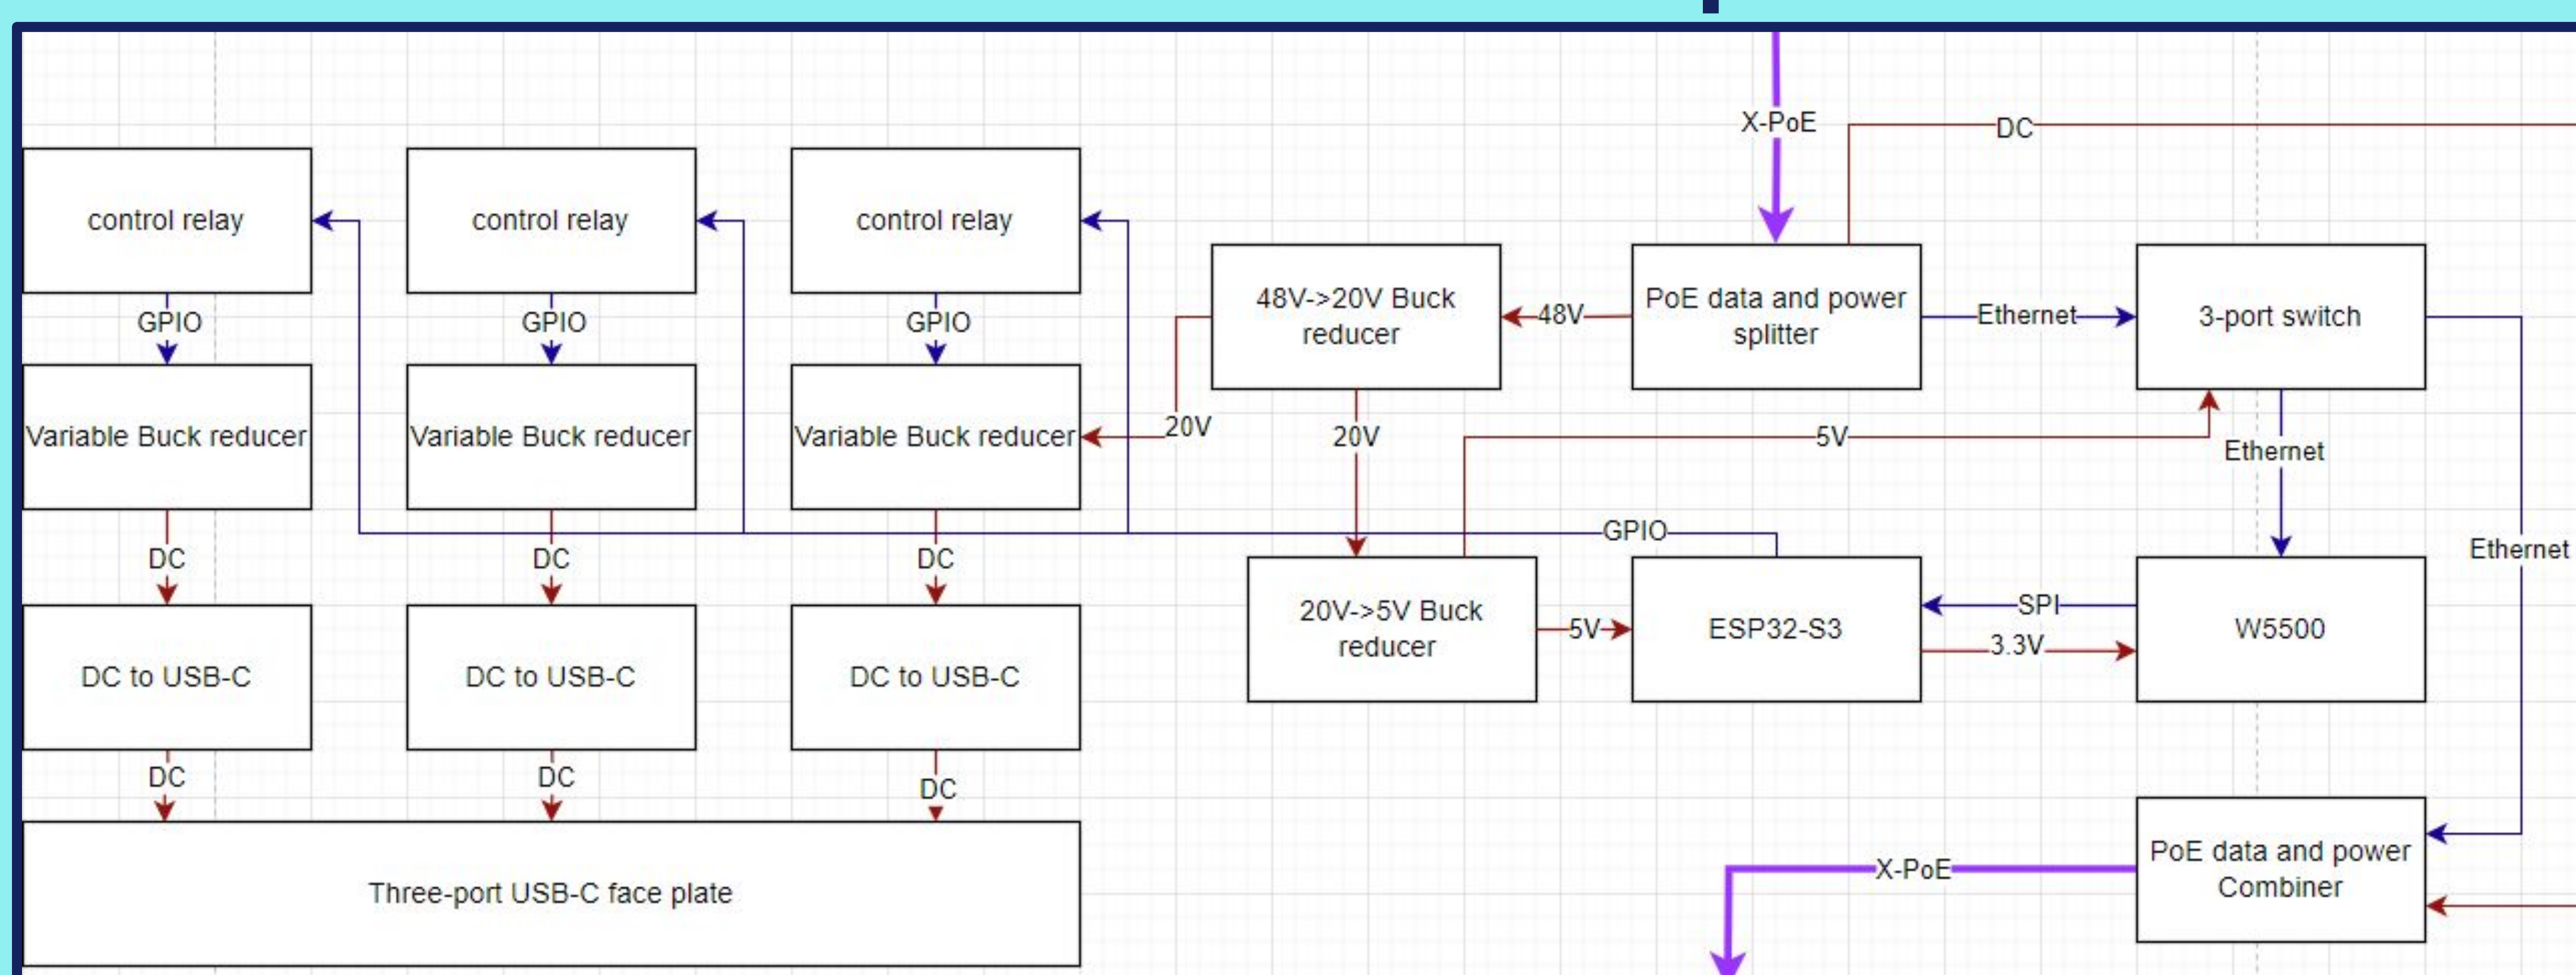 X-PoE
DC
control relay
control relay
control relay
48V->20V Buck
reducer
48V
PoE data and power
splitter
Ethernet
3-port switch
GPIO
GPIO
GPIO
20V
20V
5V
Ethernet
Variable Buck reducer
Variable Buck reducer
Variable Buck reducer
GPIO
Ethernet
DC
DC
DC
20V->5V Buck
reducer
5V
ESP32-S3
SPI
3.3V
W5500
DC to USB-C
DC to USB-C
DC to USB-C
DC
DC
DC
Three-port USB-C face plate
X-PoE
PoE data and power
Combiner